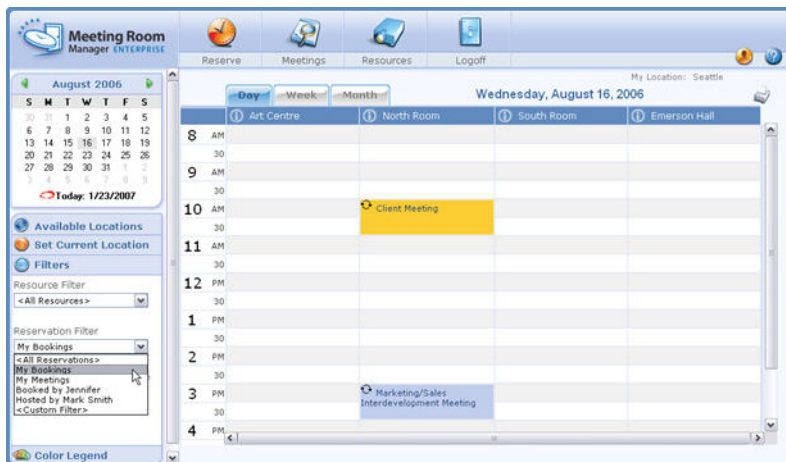 Meeting Room
Manager ENTERPRISE
Reserve Meetings Resources Logoff
My Location: Seattle
August 2006
S M T W T F S
30 31 1 2 3 4 5
6 7 8 9 10 11 12
13 14 15 16 17 18 19
20 21 22 23 24 25 26
27 28 29 30 31 1 2
3 4 5 6 7 8 9
Today: 1/23/2007
Available Locations
Set Current Location
Filters
Resource Filter
<All Resources>
Reservation Filter
My Bookings
<All Reservations>
My Bookings
My Meetings
Booked by Jennifer
Hosted by Mark Smith
<Custom Filter>
Color Legend
Day Week Month
Wednesday, August 16, 2006
Art Centre North Room South Room Emerson Hall
8 AM
30
9 AM
30
10 AM
Client Meeting
30
11 AM
30
12 PM
30
1 PM
30
2 PM
30
3 PM
Marketing/Sales
Interdevelopment Meeting
30
4 PM